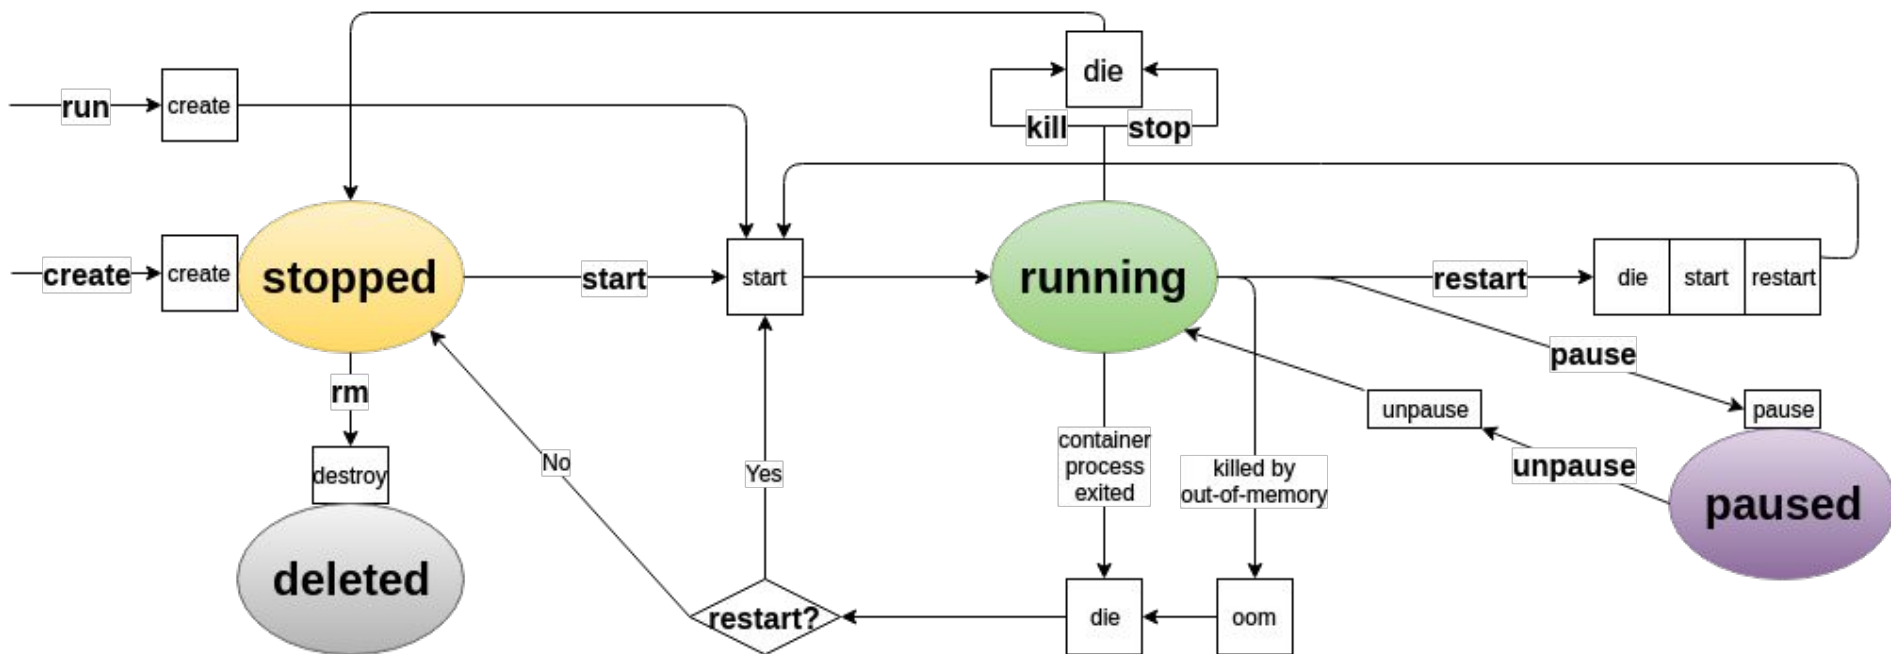 die
run
create
kill
stop
create
create
stopped
start
start
running
restart
die
start
restart
pause
rm
unpause
pause
container
process
exited
killed by
out-of-memory
unpause
No
Yes
destroy
paused
deleted
restart?
die
oom